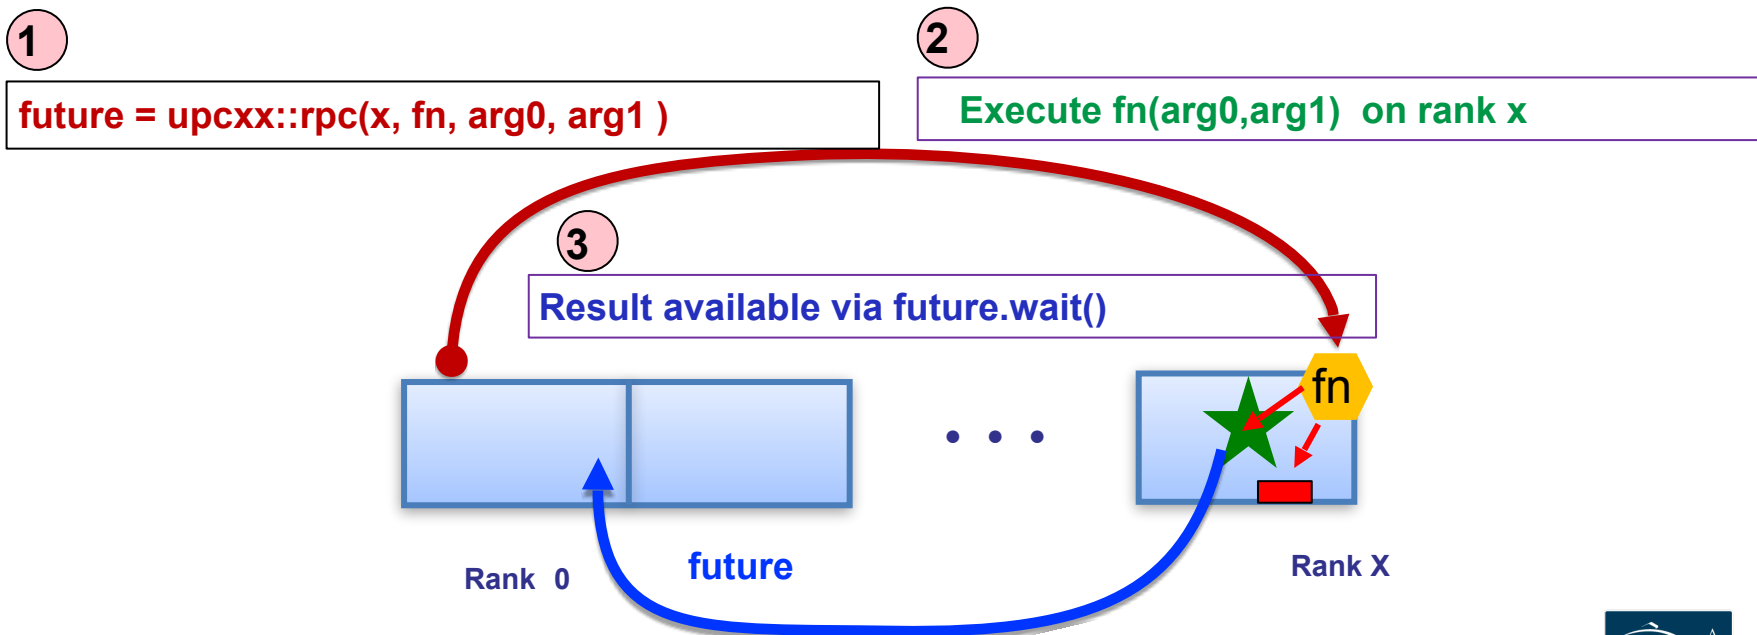 1
future = upcxx::rpc(x, fn, arg0, arg1 )
2
Execute fn(arg0,arg1) on rank x
3
Result available via future.wait()
fn
. . .
Rank 0
future
Rank X